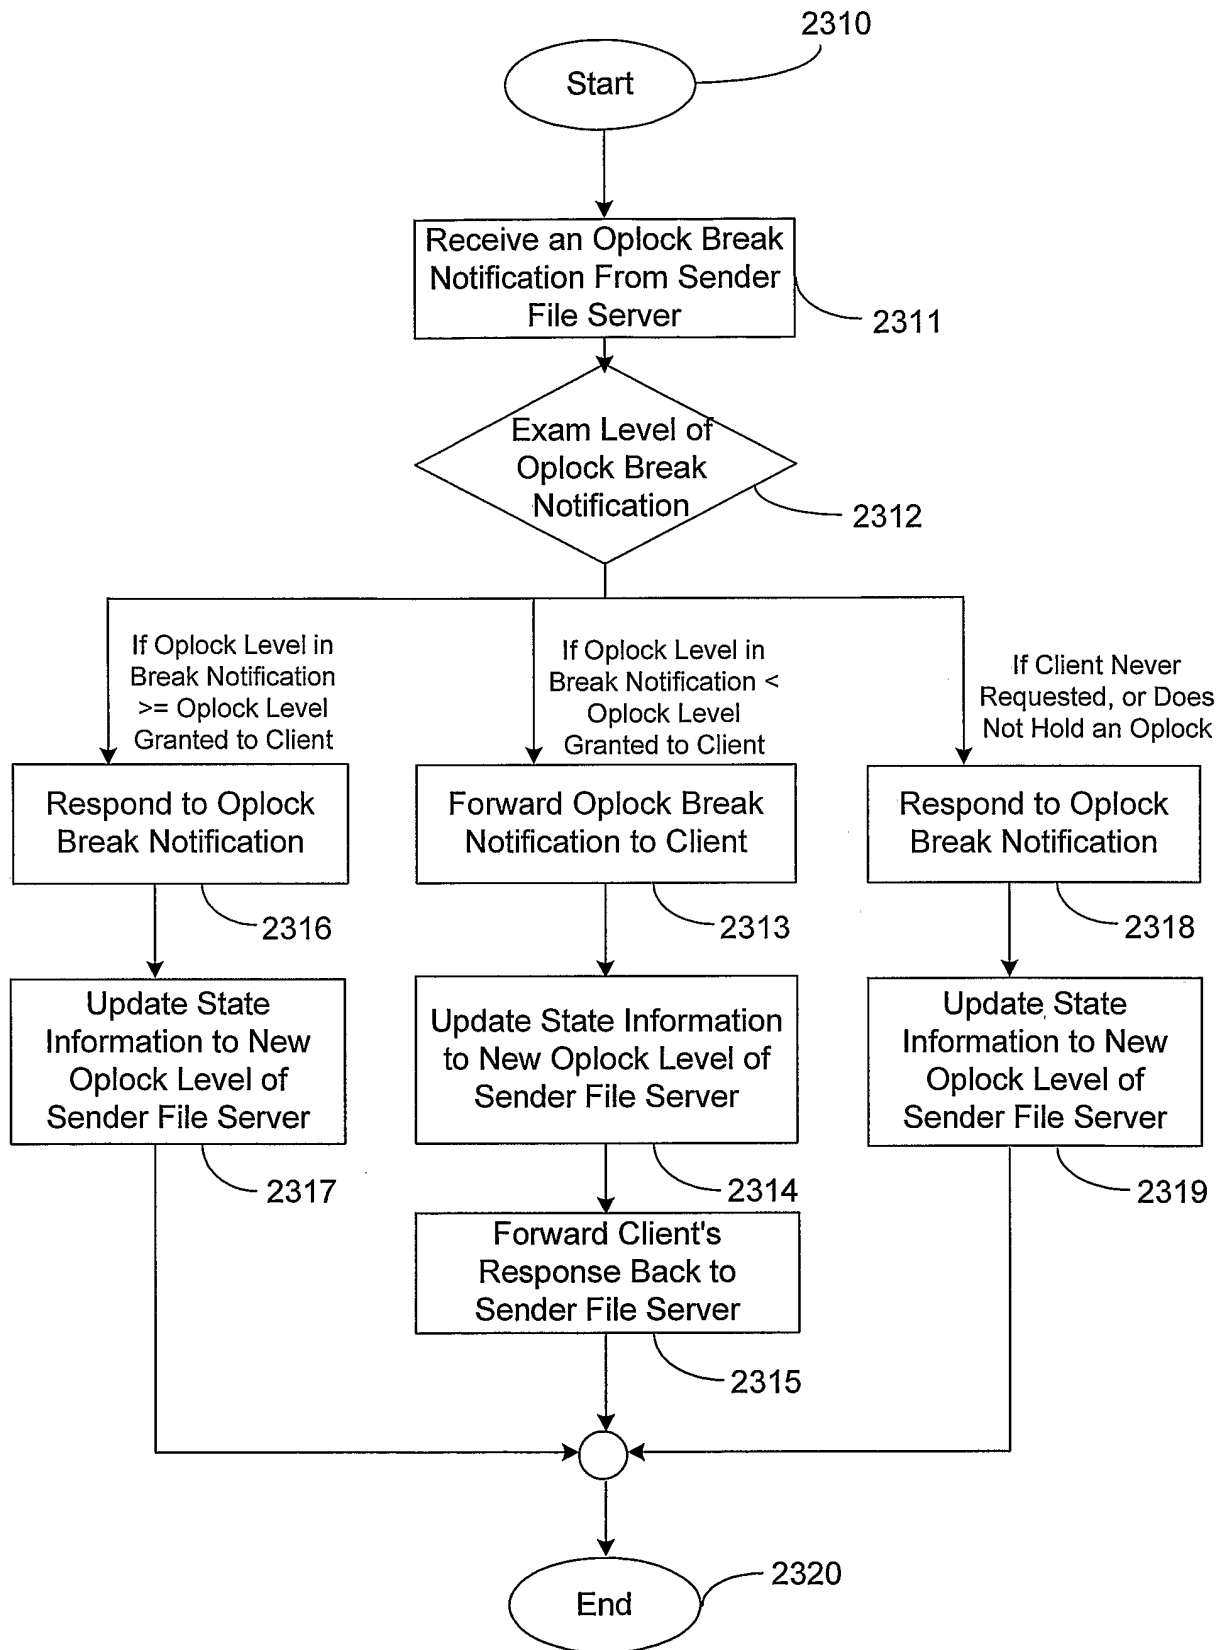 2310
Start
Receive an Oplock Break
Notification From Sender
File Server
2311
Exam Level of
Oplock Break
Notification
2312
If Oplock Level in
Break Notification
>= Oplock Level
Granted to Client
If Oplock Level in
Break Notification <
Oplock Level
Granted to Client
If Client Never
Requested, or Does
Not Hold an Oplock
Respond to Oplock
Break Notification
2316
Forward Oplock Break
Notification to Client
2313
Respond to Oplock
Break Notification
2318
Update State
Information to New
Oplock Level of
Sender File Server
2317
Update State Information
to New Oplock Level of
Sender File Server
2314
Update State
Information to New
Oplock Level of
Sender File Server
2319
Forward Client's
Response Back to
Sender File Server
2315
End
2320